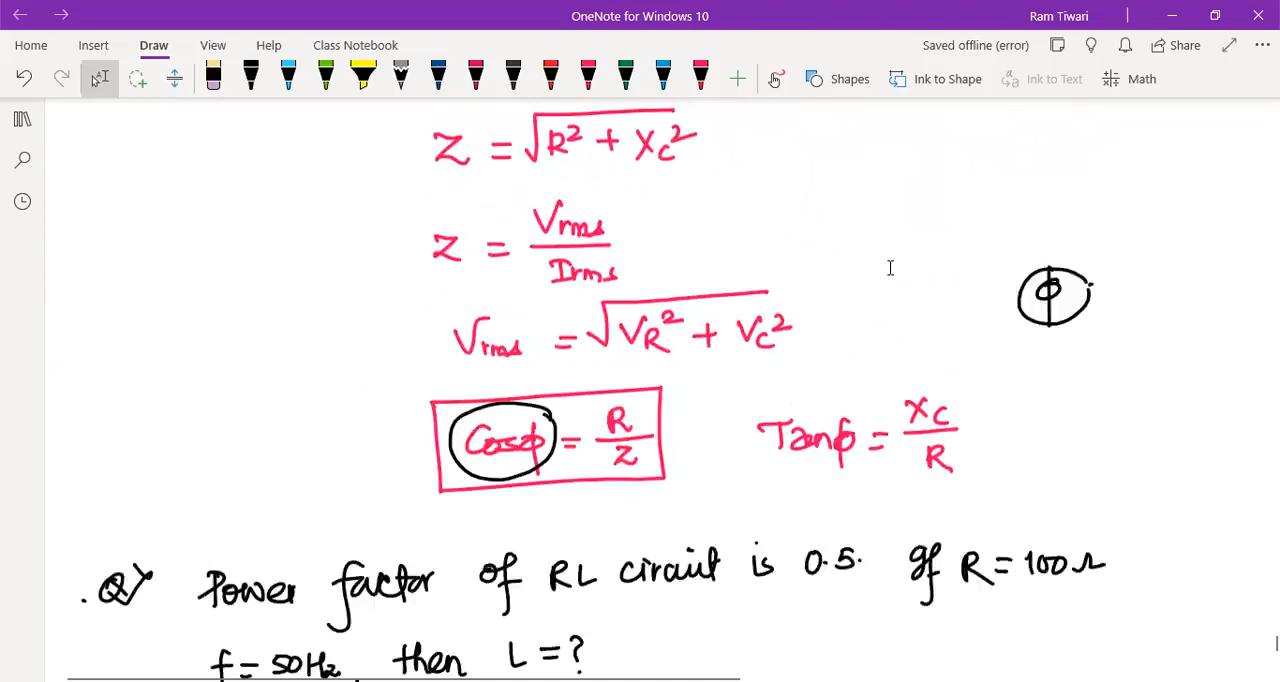 OneNote for Windows 10
Ram Tiwari
Home Insert Draw View Help Class Notebook
Saved offline (error) Share
Shapes Ink to Shape Ink to Text Math
Z = √R² + Xc²
Z = Vrms / Irms
Vrms = √VR² + Vc²
Cosφ = R / Z
Tanφ = Xc / R
φ
Q> Power factor of RL circuit is 0.5. If R = 100Ω
f = 50Hz, then L = ?